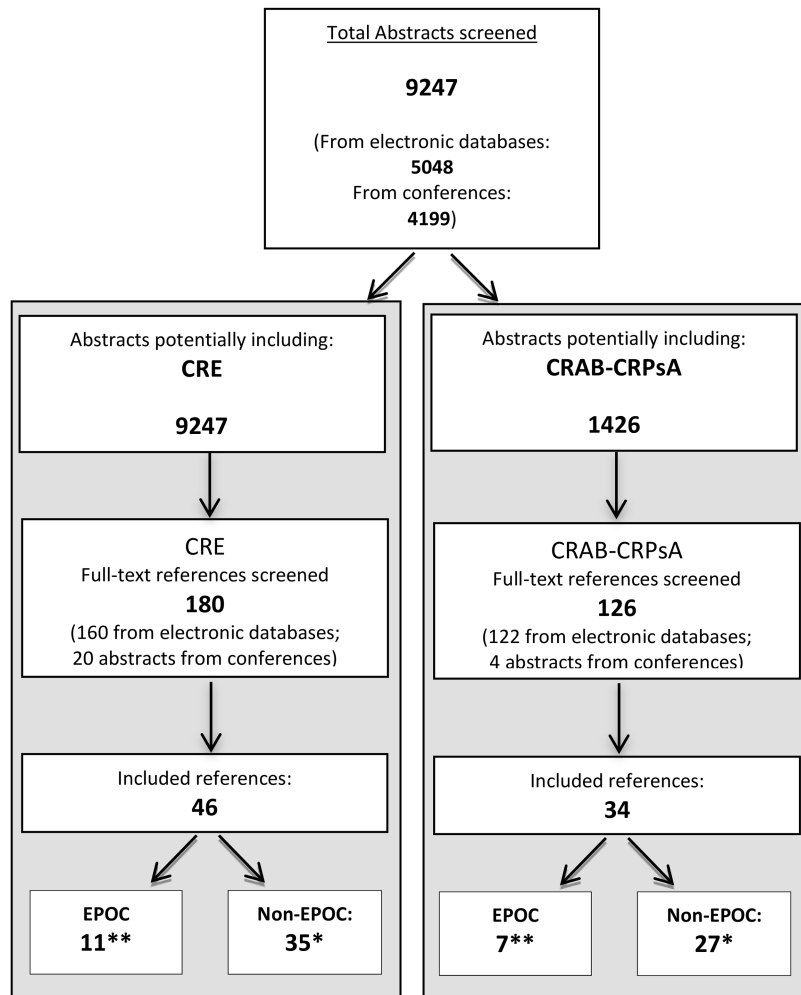 Total Abstracts screened
9247
(From electronic databases:
5048
From conferences:
4199)
Abstracts potentially including:
CRE
9247
CRE
Full-text references screened
180
(160 from electronic databases;
20 abstracts from conferences)
Included references:
46
EPOC
11**
Non-EPOC:
35*
Abstracts potentially including:
CRAB-CRPsA
1426
CRAB-CRPsA
Full-text references screened
126
(122 from electronic databases;
4 abstracts from conferences)
Included references:
34
EPOC
7**
Non-EPOC:
27*